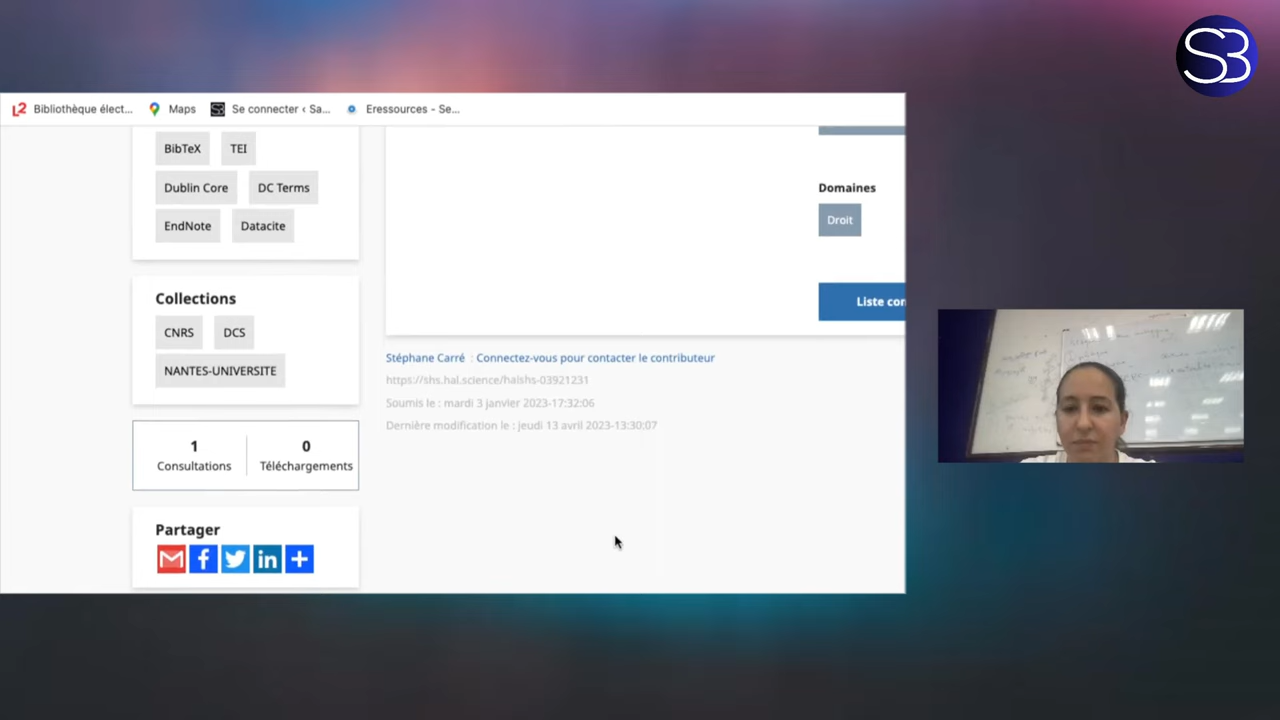 SB
Bibliothèque élect... Maps Se connecter ‹ Sa... Eressources - Se...
BibTeX TEI
Dublin Core DC Terms
EndNote Datacite
Collections
CNRS DCS
NANTES-UNIVERSITE
1 0
Consultations Téléchargements
Partager
Domaines
Droit
Liste con
Stéphane Carré : Connectez-vous pour contacter le contributeur
https://shs.hal.science/halshs-03921231
Soumis le : mardi 3 janvier 2023-17:32:06
Dernière modification le : jeudi 13 avril 2023-13:30:07